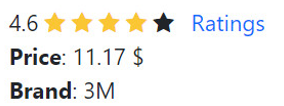 4.6 ★★★★★ Ratings
Price: 11.17 $
Brand: 3M